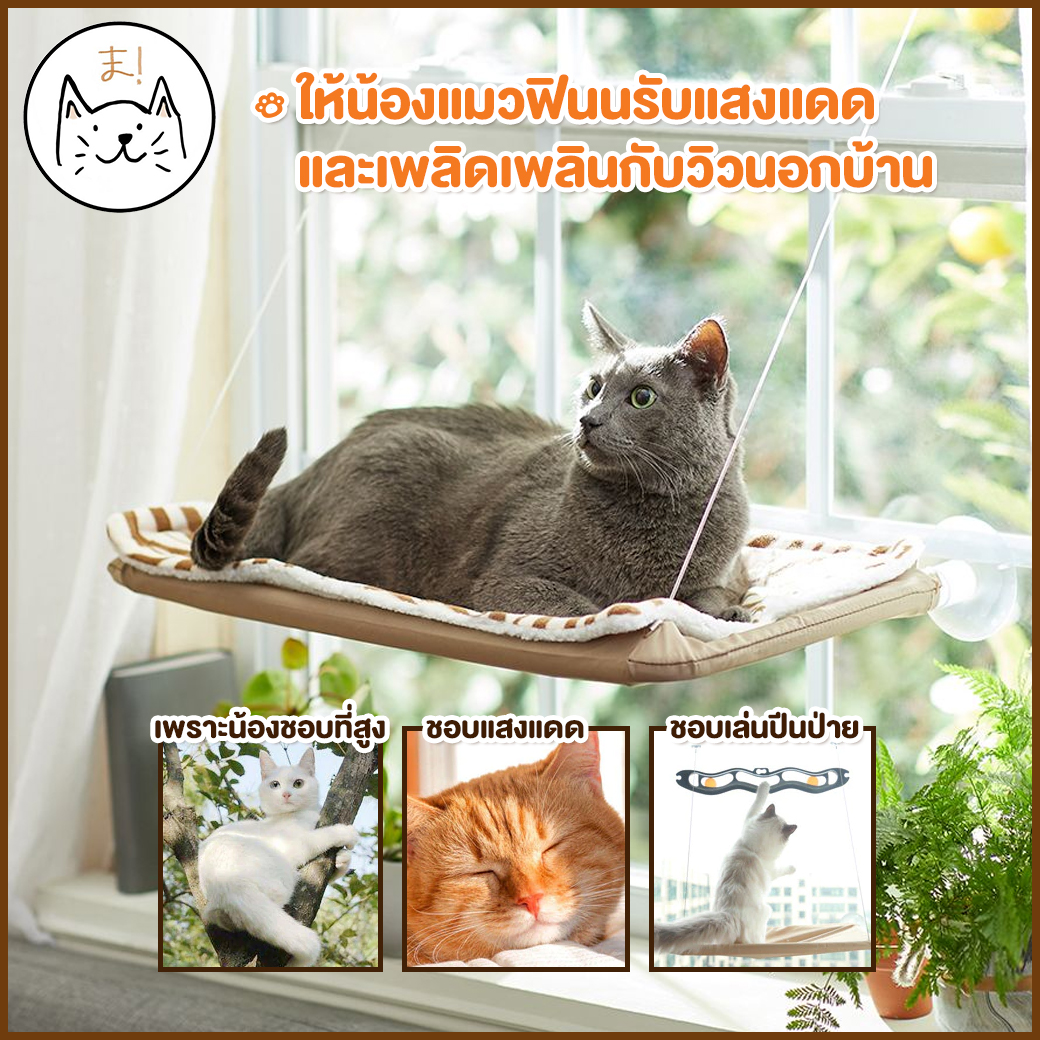 ま!
ให้น้องแมวฟินนรับแสงแดด
และเพลิดเพลินกับวิวนอกบ้าน
เพราะน้องชอบที่สูง
ชอบแสงแดด
ชอบเล่นปีนป่าย